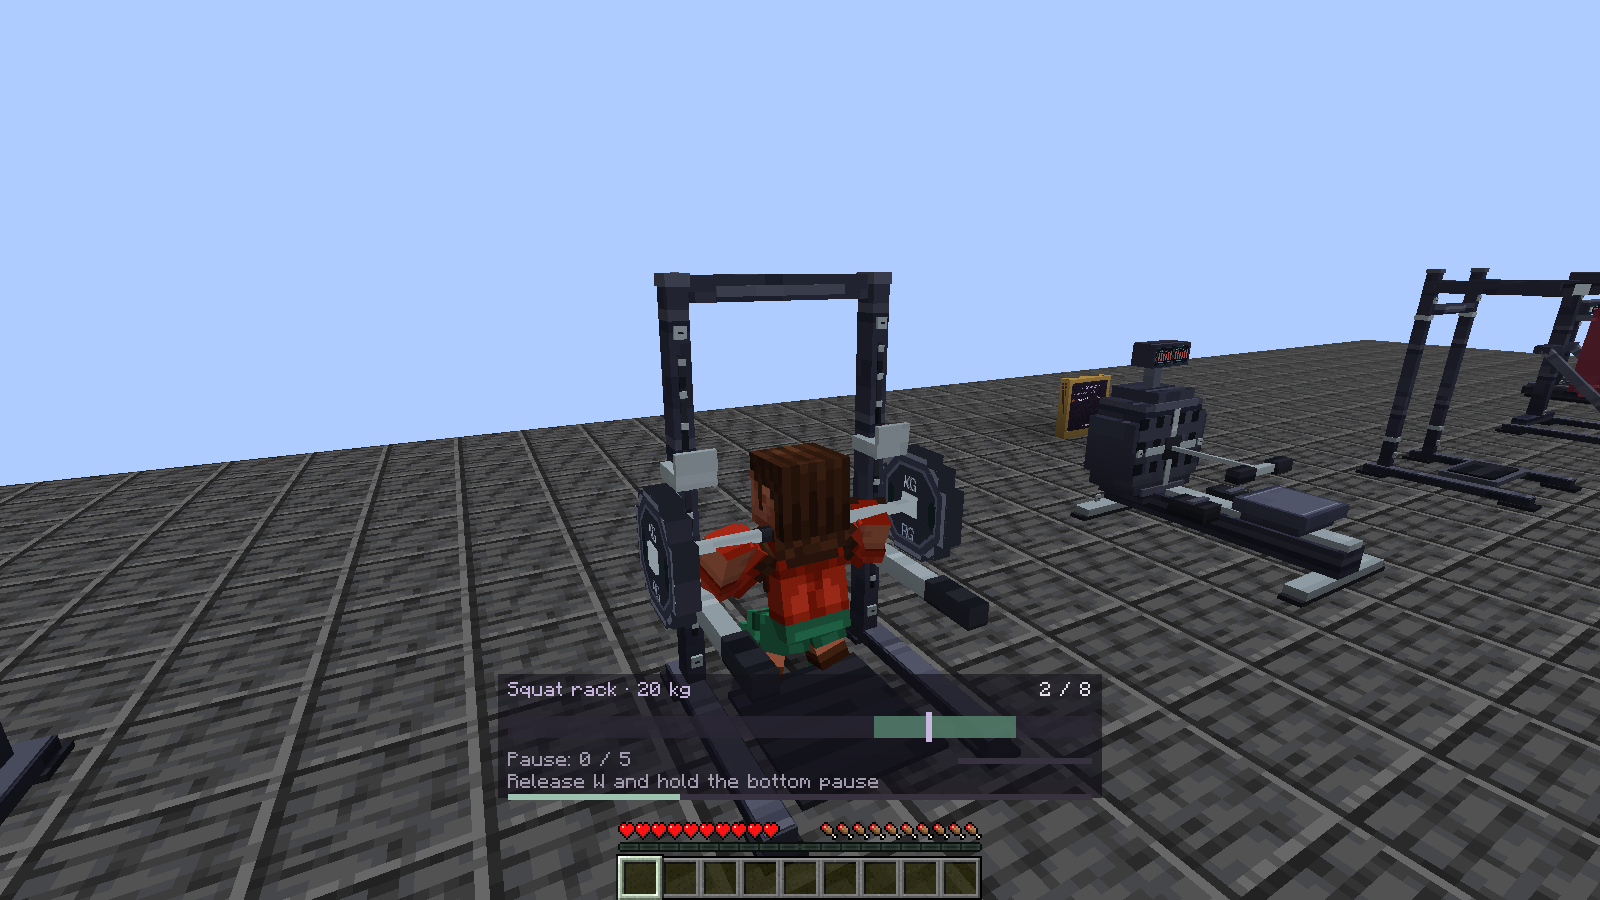 KG
KG
Squat rack · 20 kg
2 / 8
Pause: 0 / 5
Release W and hold the bottom pause